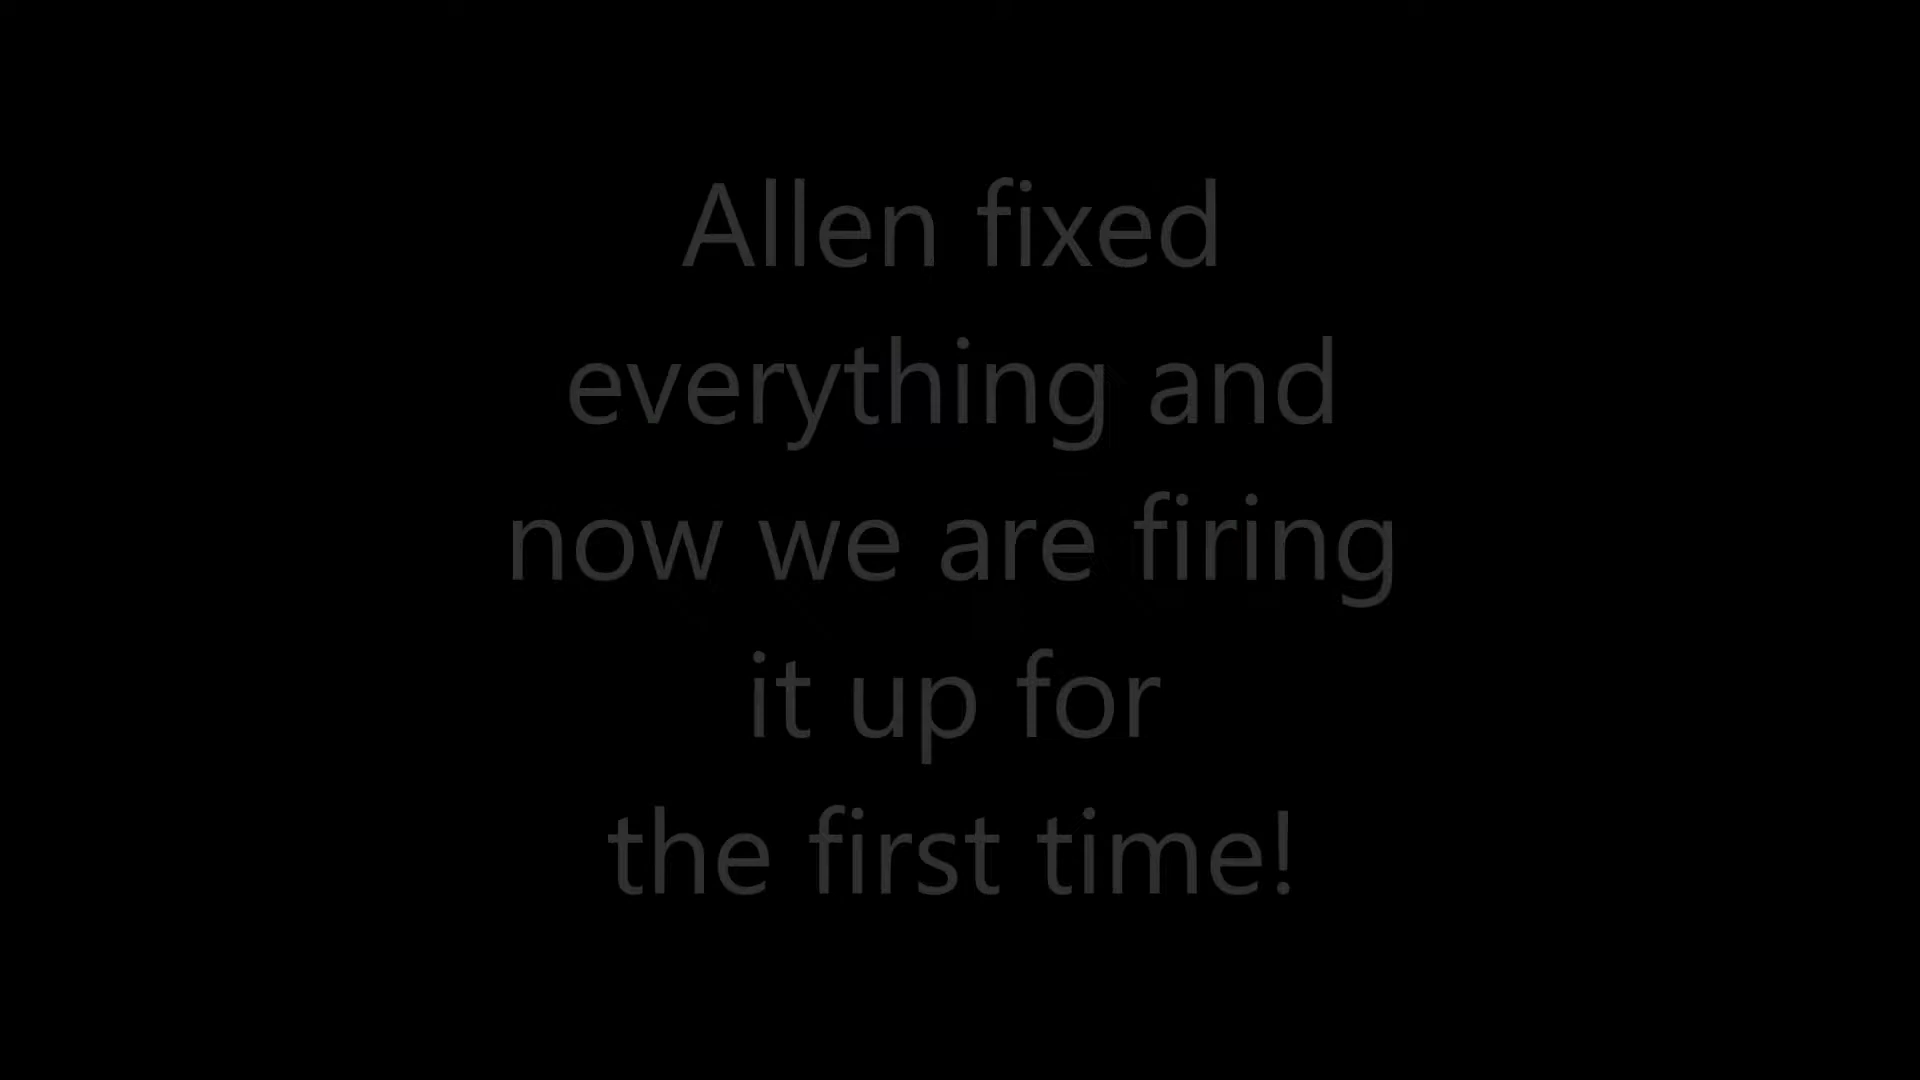 Allen fixed
everything and
now we are firing
it up for
the first time!